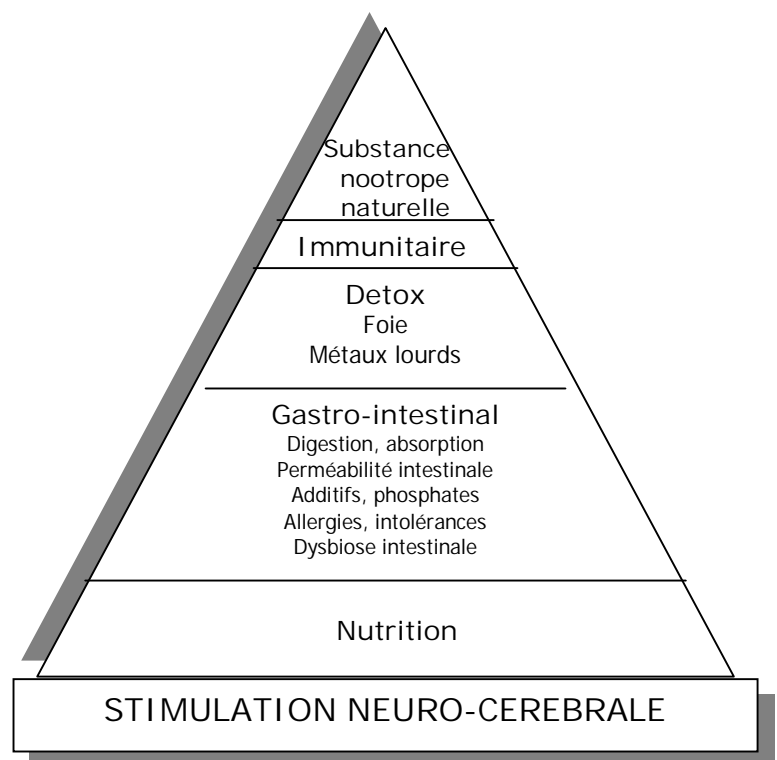 Substance
nootrope
naturelle
Immunitaire
Detox
Foie
Métaux lourds
Gastro-intestinal
Digestion, absorption
Perméabilité intestinale
Additifs, phosphates
Allergies, intolérances
Dysbiose intestinale
Nutrition
STIMULATION NEURO-CEREBRALE